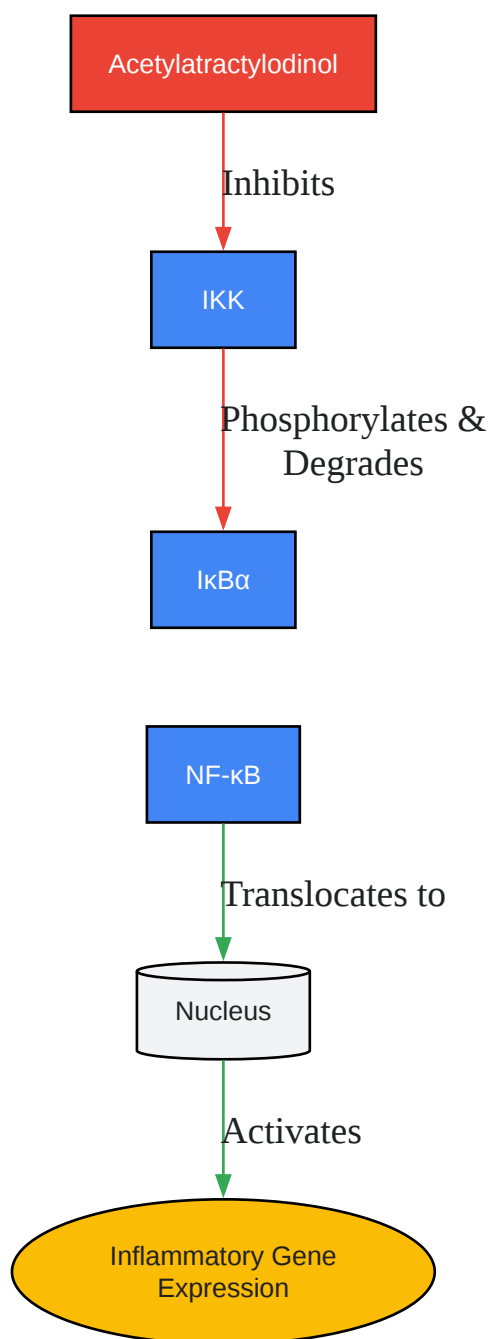 Acetylatractylodinol
Inhibits
IKK
Phosphorylates &
Degrades
IκBα
NF-κB
Translocates to
Nucleus
Activates
Inflammatory Gene
Expression